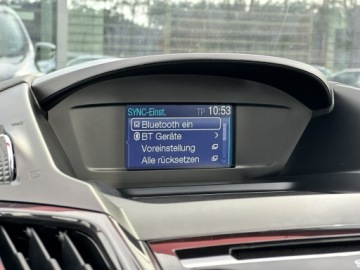 SYNC-Einst. TP 10:53
Bluetooth ein
BT Geräte
Voreinstellung
Alle rücksetzen